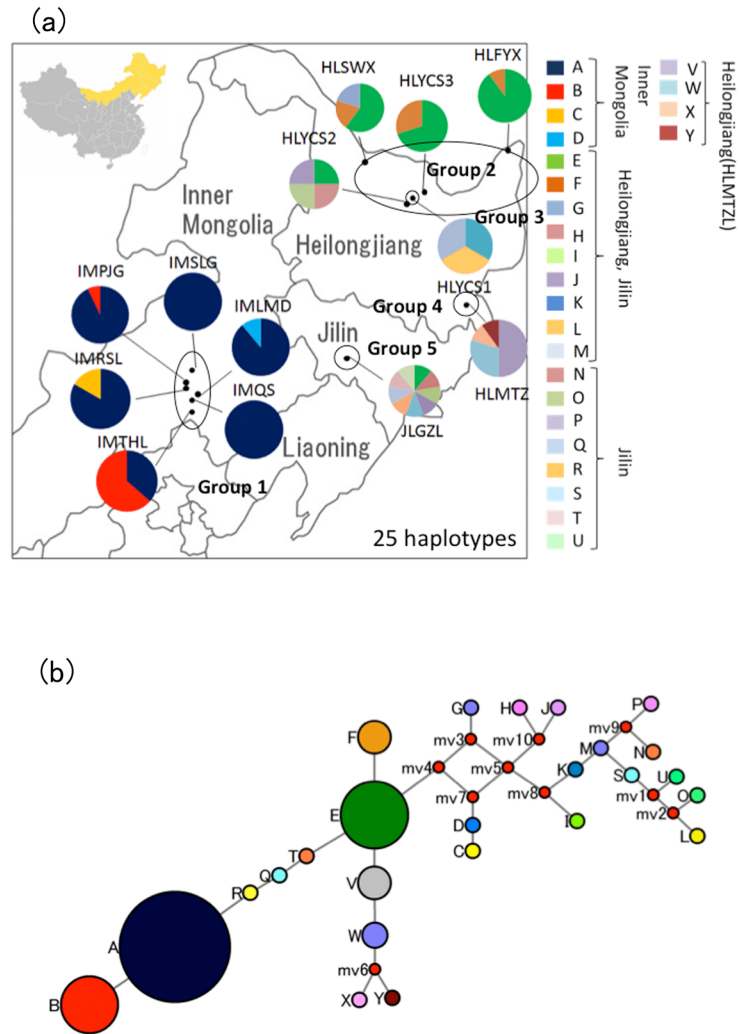 (a)
HLFYX
HLSWX
HLYCS3
HLYCS2
Group 2
Inner
Mongolia
Group 3
Heilongjiang
IMSLG
IMPJG
IMLMD
HLYCS1
Group 4
Jilin
Group 5
IMRSL
IMQS
HLMTZ
JLGZL
Liaoning
IMTHL
Group 1
25 haplotypes
A
B
C
D
Inner
Mongolia
E
F
G
H
I
J
K
L
M
Heilongjiang, Jilin
N
O
P
Q
R
S
T
U
Jilin
V
W
X
Y
Heilongjiang(HLMTZL)
(b)
P
G
H
J
F
mv9
mv3
mv10
M
N
mv4
mv5
K
S
U
E
mv8
mv1
O
mv7
mv2
D
I
L
T
C
Q
V
R
W
A
mv6
X
Y
B